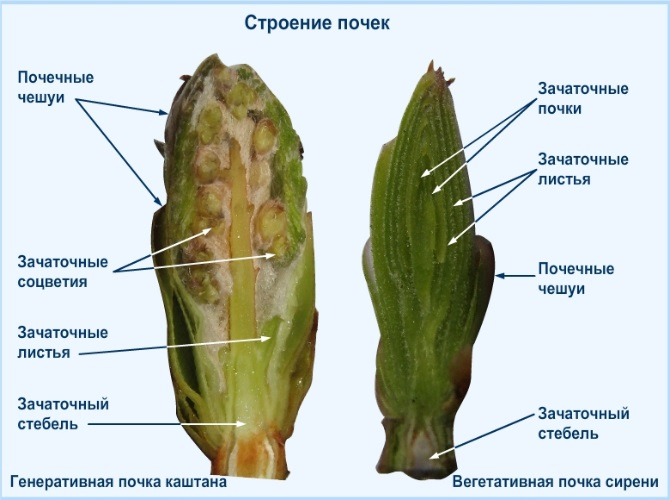 Строение почек
Почечные
чешуи
Зачаточные
соцветия
Зачаточные
листья
Зачаточный
стебель
Генеративная почка каштана
Зачаточные
почки
Зачаточные
листья
Почечные
чешуи
Зачаточный
стебель
Вегетативная почка сирени